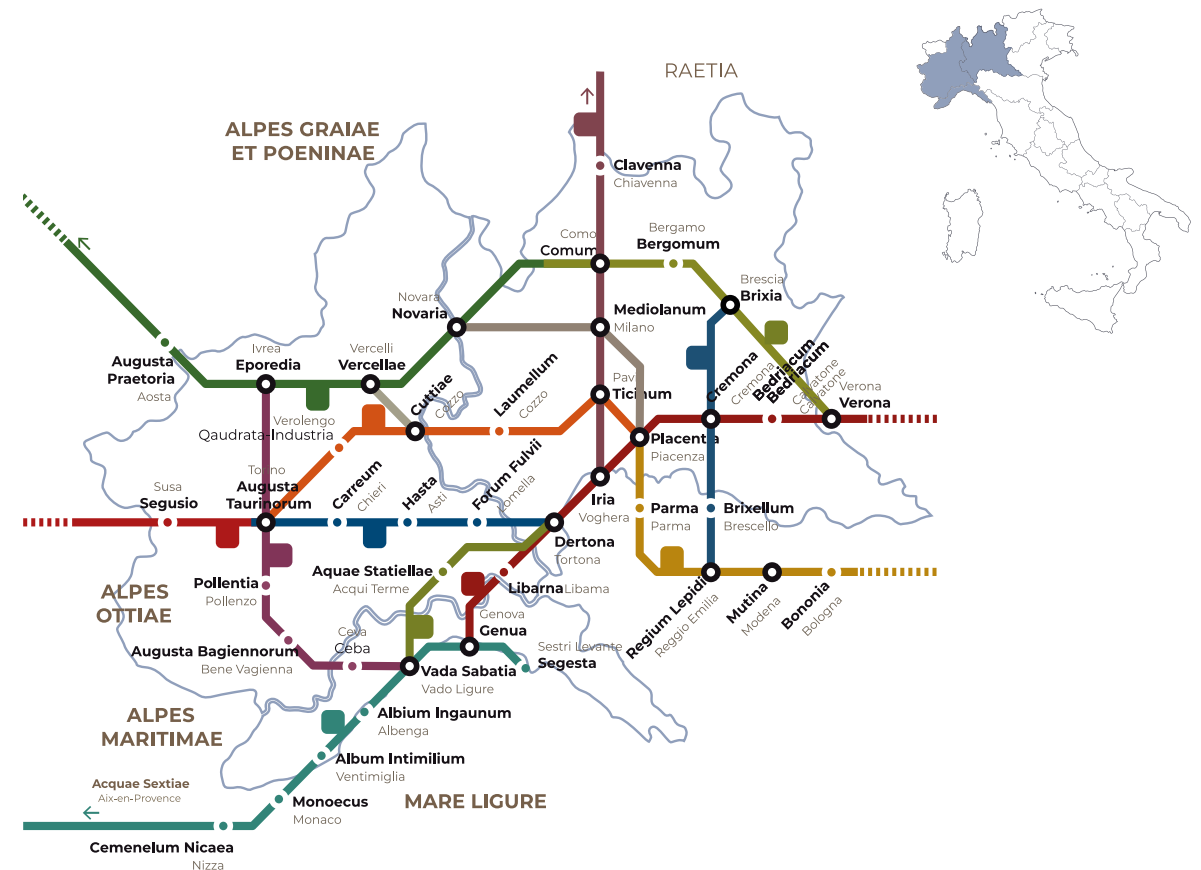 RAETIA
ALPES GRAIAE
ET POENINAE
Clavenna
Chiavenna
Como
Comum
Bergamo
Bergomum
Brescia
Brixia
Novara
Novaria
Mediolanum
Milano
Augusta
Praetoria
Aosta
Ivrea
Eporedia
Vercelli
Vercellae
Cuttiae
Cozzo
Laumellum
Cozzo
Pavi
Ticinum
Cremona
Cremona
Bedriacum
Bedriacum
Calvatone
Calvatone
Verona
Verona
Verolengo
Qaudrata-Industria
Placentia
Piacenza
Susa
Segusio
Torino
Augusta
Taurinorum
Carreum
Chieri
Hasta
Asti
Forum Fulvii
Lomella
Iria
Voghera
Parma
Parma
Brixellum
Brescello
Dertona
Tortona
Aquae Statiellae
Acqui Terme
Libarna
Libama
Pollentia
Pollenzo
ALPES
OTTIAE
Genova
Genua
Regium Lepidi
Reggio Emilia
Mutina
Modena
Bononia
Bologna
Ceva
Ceba
Augusta Bagiennorum
Bene Vagienna
Sestri Levante
Segesta
Vada Sabatia
Vado Ligure
ALPES
MARITIMAE
Albium Ingaunum
Albenga
Album Intimilium
Ventimiglia
Acquae Sextiae
Aix-en-Provence
Monoecus
Monaco
MARE LIGURE
Cemenelum Nicaea
Nizza